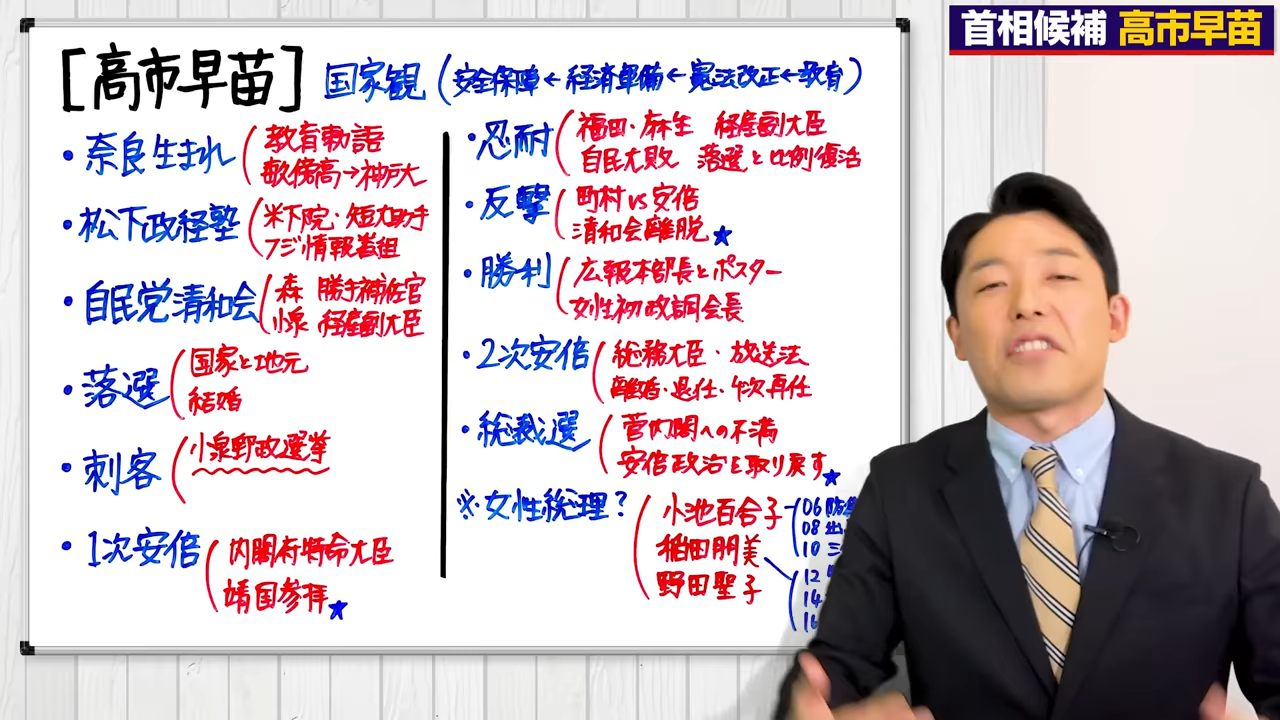 首相候補 高市早苗
[高市早苗] 国家観 (安全保障←経済軍備←憲法改正←教育)
・奈良生まれ
教育勅語
畝傍高→神戸大
・松下政経塾
米下院・短大助手
フジ情報番組
・自民党清和会
森 勝手補佐官
小泉 経産副大臣
・落選
国家と地元
結婚
・刺客
小泉郵政選挙
・1次安倍
内閣府特命大臣
靖国参拝★
・忍耐
福田・麻生 経産副大臣
自民大敗 落選と比例復活
・反撃
町村vs安倍
清和会離脱★
・勝利
広報本部長とポスター
女性初政調会長
・2次安倍
総務大臣・放送法
離婚・退任・4次再任
・総裁選
菅内閣への不満
安倍政治を取り戻す★
※女性総理?
小池百合子
稲田朋美
野田聖子
06防
08
10
12
14
16